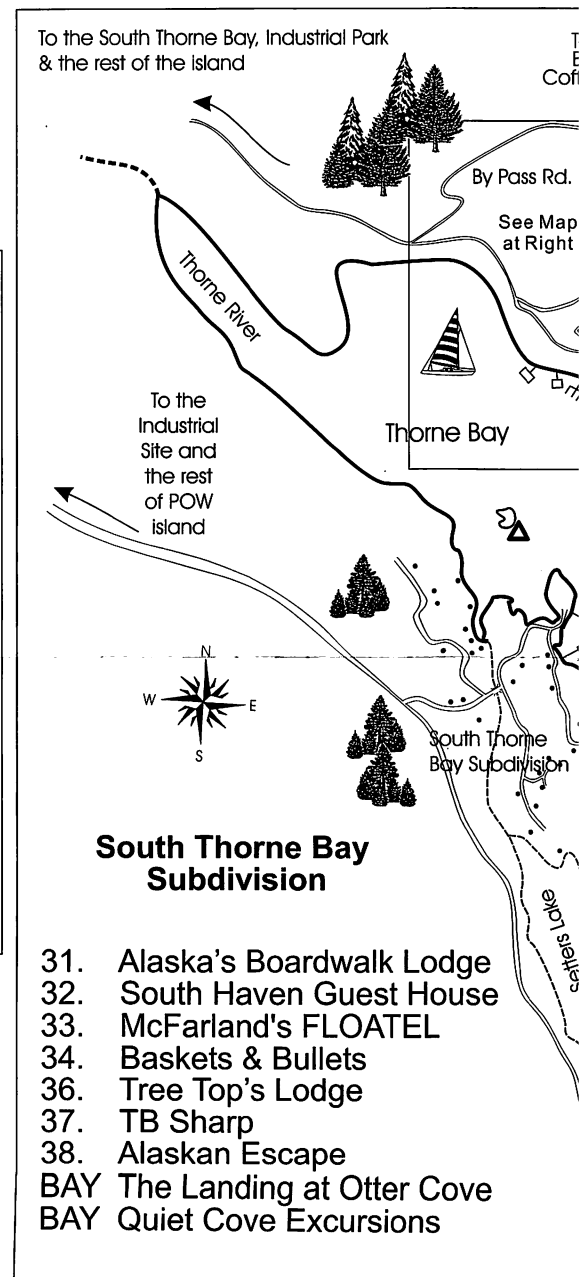 To the South Thorne Bay, Industrial Park
& the rest of the island
By Pass Rd.
See Map
at Right
Thorne River
To the
Industrial
Site and
the rest
of POW
island
Thorne Bay
N
W
E
S
South Thorne
Bay Subdivision
South Thorne Bay
Subdivision
Setters Lake
31. Alaska's Boardwalk Lodge
32. South Haven Guest House
33. McFarland's FLOATEL
34. Baskets & Bullets
36. Tree Top's Lodge
37. TB Sharp
38. Alaskan Escape
BAY The Landing at Otter Cove
BAY Quiet Cove Excursions